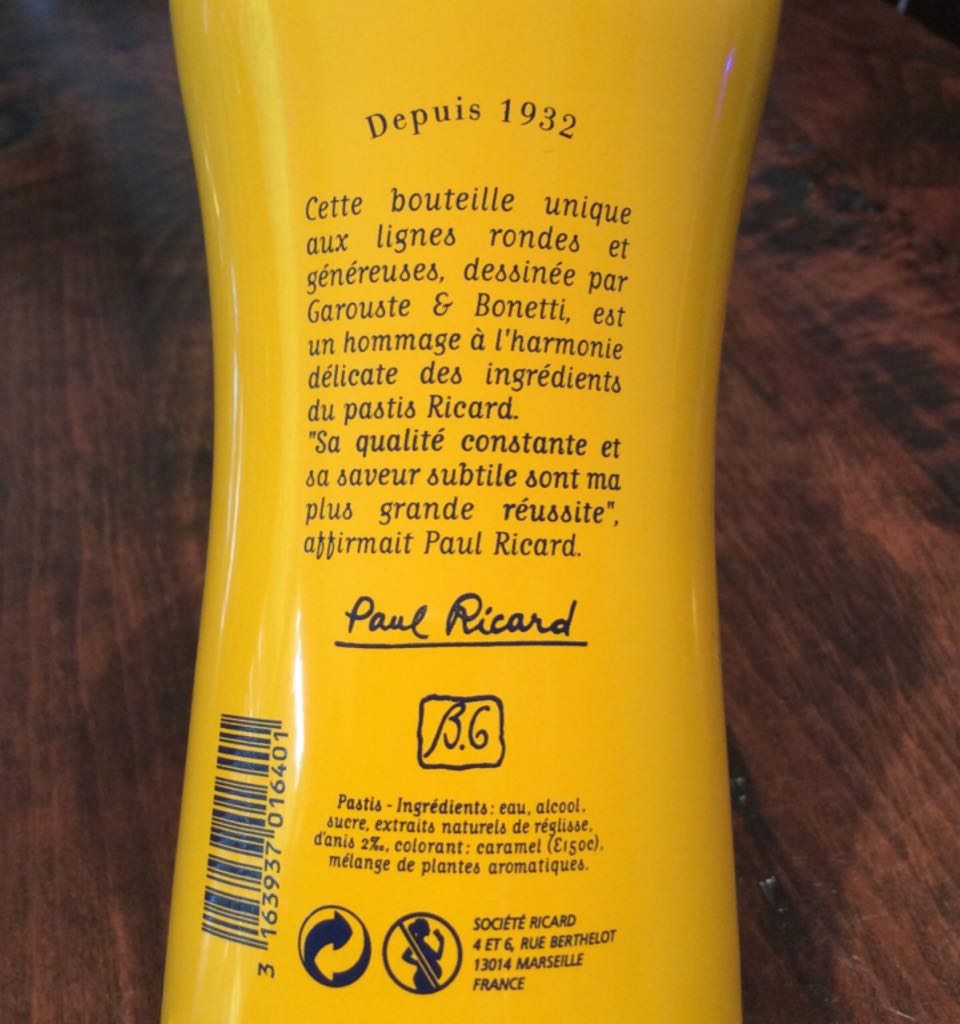 Depuis 1932
Cette bouteille unique
aux lignes rondes et
généreuses, dessinée par
Garouste & Bonetti, est
un hommage à l'harmonie
délicate des ingrédients
du pastis Ricard.
"Sa qualité constante et
sa saveur subtile sont ma
plus grande réussite",
affirmait Paul Ricard.
Paul Ricard
B.G
Pastis - Ingrédients : eau, alcool,
sucre, extraits naturels de réglisse,
d'anis 2‰, colorant : caramel (E150c),
mélange de plantes aromatiques.
3 163937 016401
SOCIÉTÉ RICARD
4 ET 6, RUE BERTHELOT
13014 MARSEILLE
FRANCE